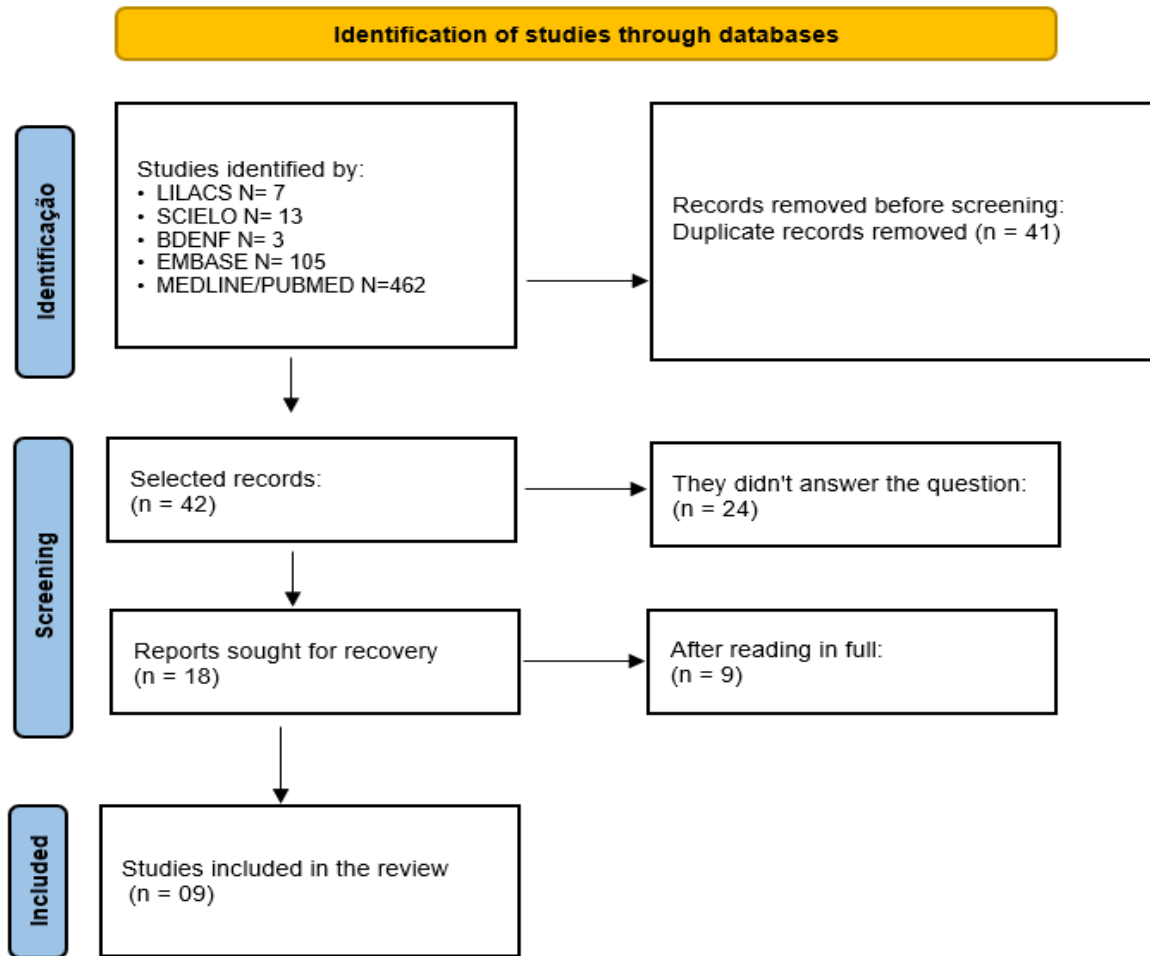 Identification of studies through databases
Identificação
Studies identified by:
• LILACS N= 7
• SCIELO N= 13
• BDENF N= 3
• EMBASE N= 105
• MEDLINE/PUBMED N=462
Records removed before screening:
Duplicate records removed (n = 41)
Screening
Selected records:
(n = 42)
They didn't answer the question:
(n = 24)
Reports sought for recovery
(n = 18)
After reading in full:
(n = 9)
Included
Studies included in the review
(n = 09)